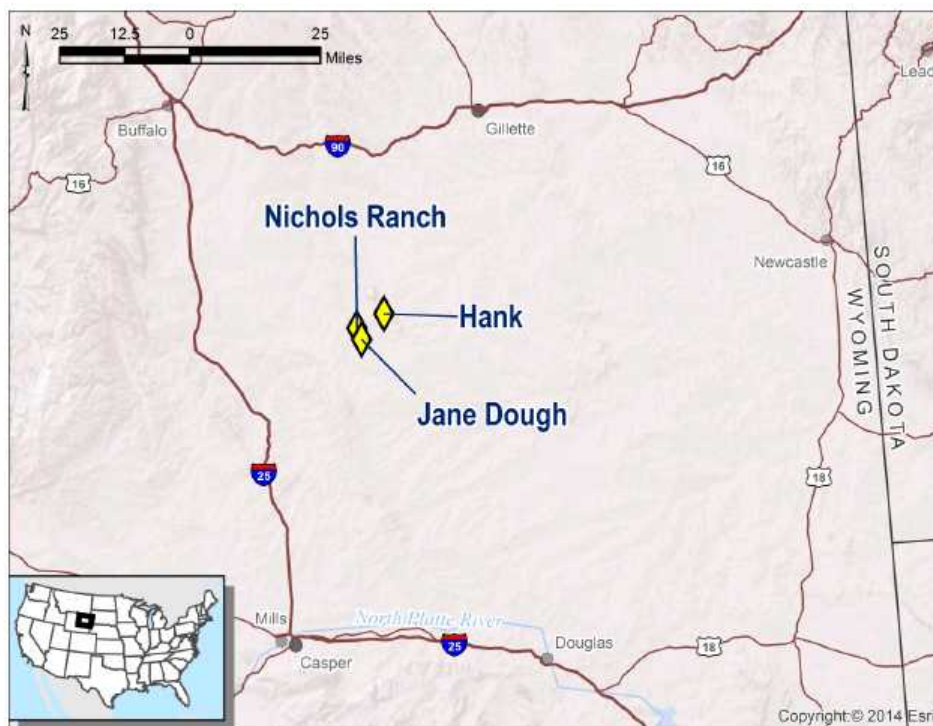 N
25 12.5 0 25
Miles
Buffalo
Gillette
90
16
16
Nichols Ranch
Newcastle
Hank
SOUTH DAKOTA
WYOMING
Jane Dough
25
18
Mills
North Platte River
25
Douglas
18
Casper
Copyright:© 2014 Esri